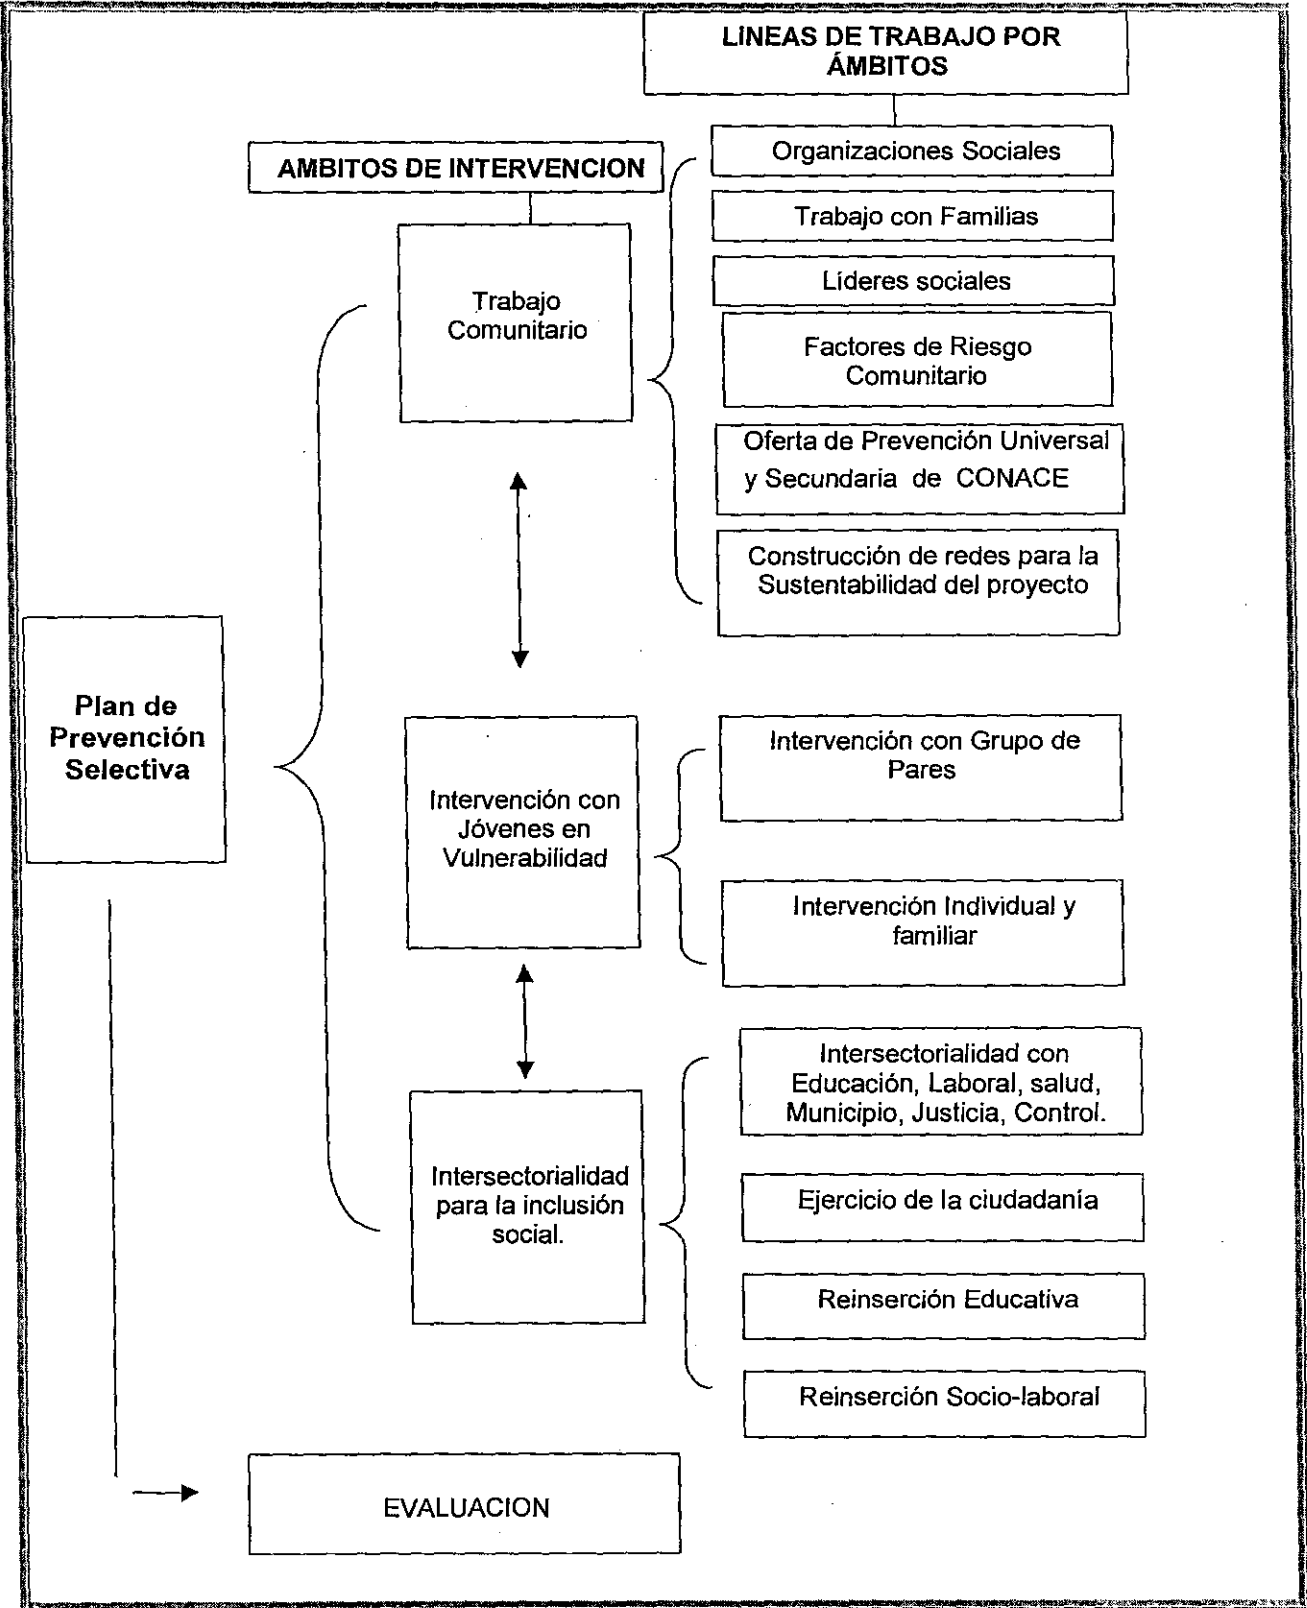 LINEAS DE TRABAJO POR
ÁMBITOS
AMBITOS DE INTERVENCION
Organizaciones Sociales
Trabajo con Familias
Líderes sociales
Trabajo
Comunitario
Factores de Riesgo
Comunitario
Oferta de Prevención Universal
y Secundaria de CONACE
Construcción de redes para la
Sustentabilidad del proyecto
Plan de
Prevención
Selectiva
Intervención con
Jóvenes en
Vulnerabilidad
Intervención con Grupo de
Pares
Intervención Individual y
familiar
Intersectorialidad
para la inclusión
social.
Intersectorialidad con
Educación, Laboral, salud,
Municipio, Justicia, Control.
Ejercicio de la ciudadanía
Reinserción Educativa
Reinserción Socio-laboral
EVALUACION